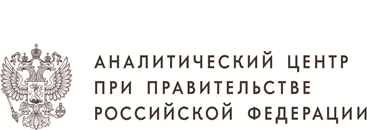 АНАЛИТИЧЕСКИЙ ЦЕНТР
ПРИ ПРАВИТЕЛЬСТВЕ
РОССИЙСКОЙ ФЕДЕРАЦИИ